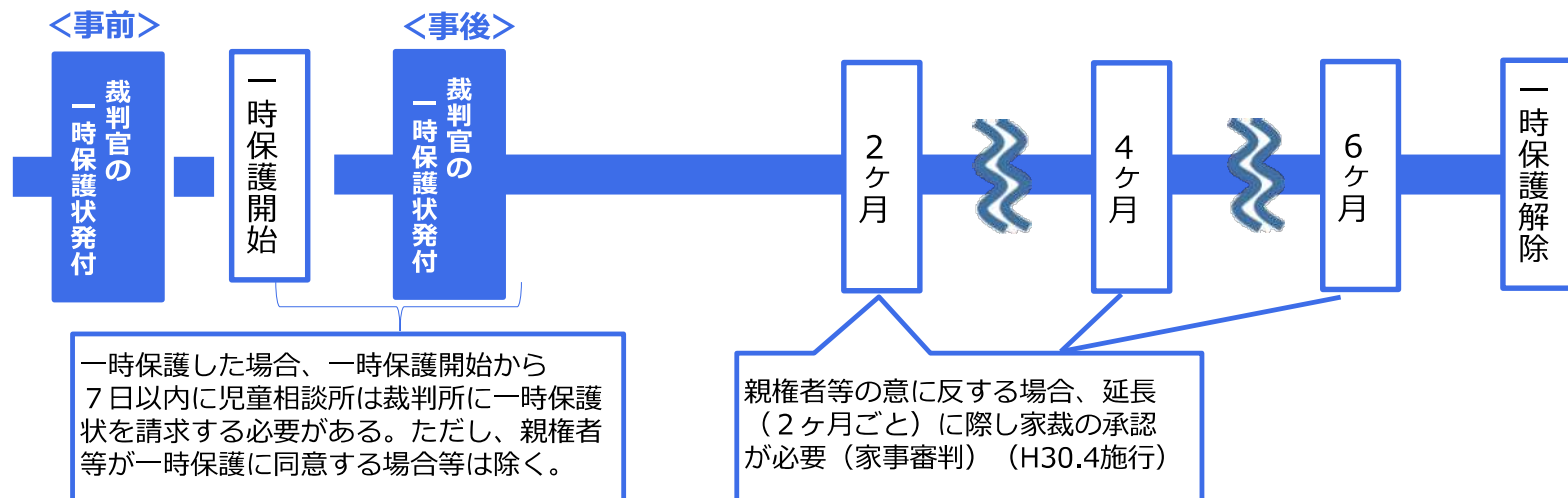 ＜事前＞
裁判官の
一時保護状発付
一時保護開始
＜事後＞
裁判官の
一時保護状発付
2ヶ月
4ヶ月
6ヶ月
一時保護解除
一時保護した場合、一時保護開始から
７日以内に児童相談所は裁判所に一時保護
状を請求する必要がある。ただし、親権者
等が一時保護に同意する場合等は除く。
親権者等の意に反する場合、延長
（２ヶ月ごと）に際し家裁の承認
が必要（家事審判）（H30.4施行）